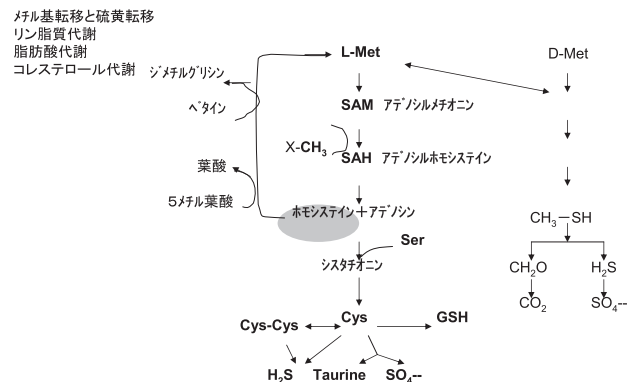 メチル基転移と硫黄転移
リン脂質代謝
脂肪酸代謝
コレステロール代謝
ジメチルグリシン
L-Met
D-Met
ベタイン
SAM アデノシルメチオニン
X-CH₃
SAH アデノシルホモシステイン
葉酸
5メチル葉酸
ホモシステイン+アデノシン
Ser
CH₃－SH
シスタチオニン
CH₂O
H₂S
CO₂
SO₄--
Cys-Cys
Cys
GSH
H₂S
Taurine
SO₄--